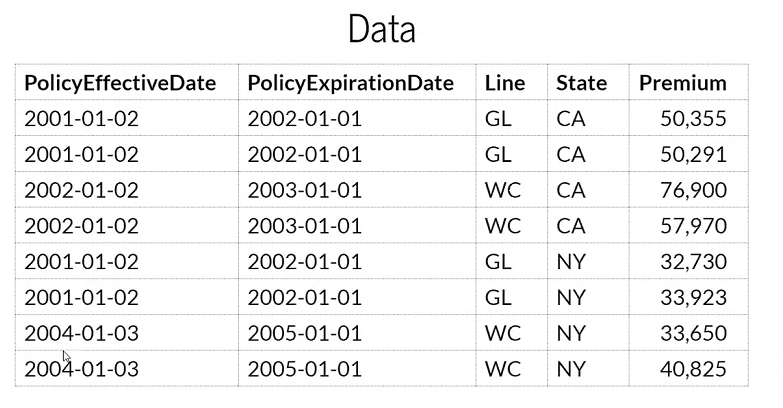 Data
PolicyEffectiveDate PolicyExpirationDate Line State Premium
2001-01-02 2002-01-01 GL CA 50,355
2001-01-02 2002-01-01 GL CA 50,291
2002-01-02 2003-01-01 WC CA 76,900
2002-01-02 2003-01-01 WC CA 57,970
2001-01-02 2002-01-01 GL NY 32,730
2001-01-02 2002-01-01 GL NY 33,923
2004-01-03 2005-01-01 WC NY 33,650
2004-01-03 2005-01-01 WC NY 40,825